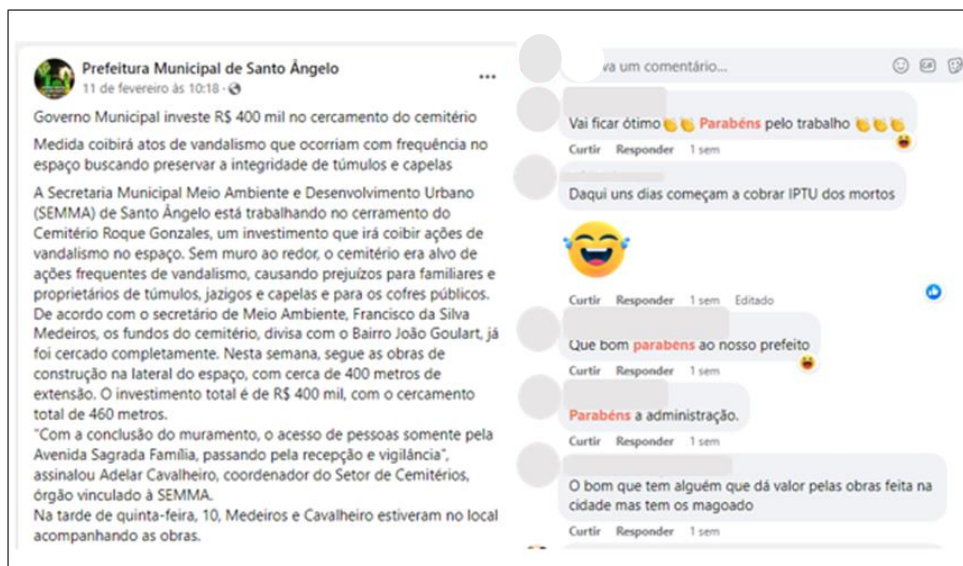 Prefeitura Municipal de Santo Ângelo
11 de fevereiro às 10:18 ·
Governo Municipal investe R$ 400 mil no cercamento do cemitério
Medida coibirá atos de vandalismo que ocorriam com frequência no
espaço buscando preservar a integridade de túmulos e capelas
A Secretaria Municipal Meio Ambiente e Desenvolvimento Urbano
(SEMMA) de Santo Ângelo está trabalhando no cerramento do
Cemitério Roque Gonzales, um investimento que irá coibir ações de
vandalismo no espaço. Sem muro ao redor, o cemitério era alvo de
ações frequentes de vandalismo, causando prejuízos para familiares e
proprietários de túmulos, jazigos e capelas e para os cofres públicos.
De acordo com o secretário de Meio Ambiente, Francisco da Silva
Medeiros, os fundos do cemitério, divisa com o Bairro João Goulart, já
foi cercado completamente. Nesta semana, segue as obras de
construção na lateral do espaço, com cerca de 400 metros de
extensão. O investimento total é de R$ 400 mil, com o cercamento
total de 460 metros.
"Com a conclusão do muramento, o acesso de pessoas somente pela
Avenida Sagrada Família, passando pela recepção e vigilância",
assinalou Adelar Cavalheiro, coordenador do Setor de Cemitérios,
órgão vinculado à SEMMA.
Na tarde de quinta-feira, 10, Medeiros e Cavalheiro estiveram no local
acompanhando as obras.
va um comentário...
GIF
Vai ficar ótimo 👏👏 Parabéns pelo trabalho 👏👏👏
Curtir Responder 1 sem
Daqui uns dias começam a cobrar IPTU dos mortos
Curtir Responder 1 sem Editado
Que bom parabéns ao nosso prefeito
Curtir Responder 1 sem
Parabéns a administração.
Curtir Responder 1 sem
O bom que tem alguém que dá valor pelas obras feita na
cidade mas tem os magoado
Curtir Responder 1 sem